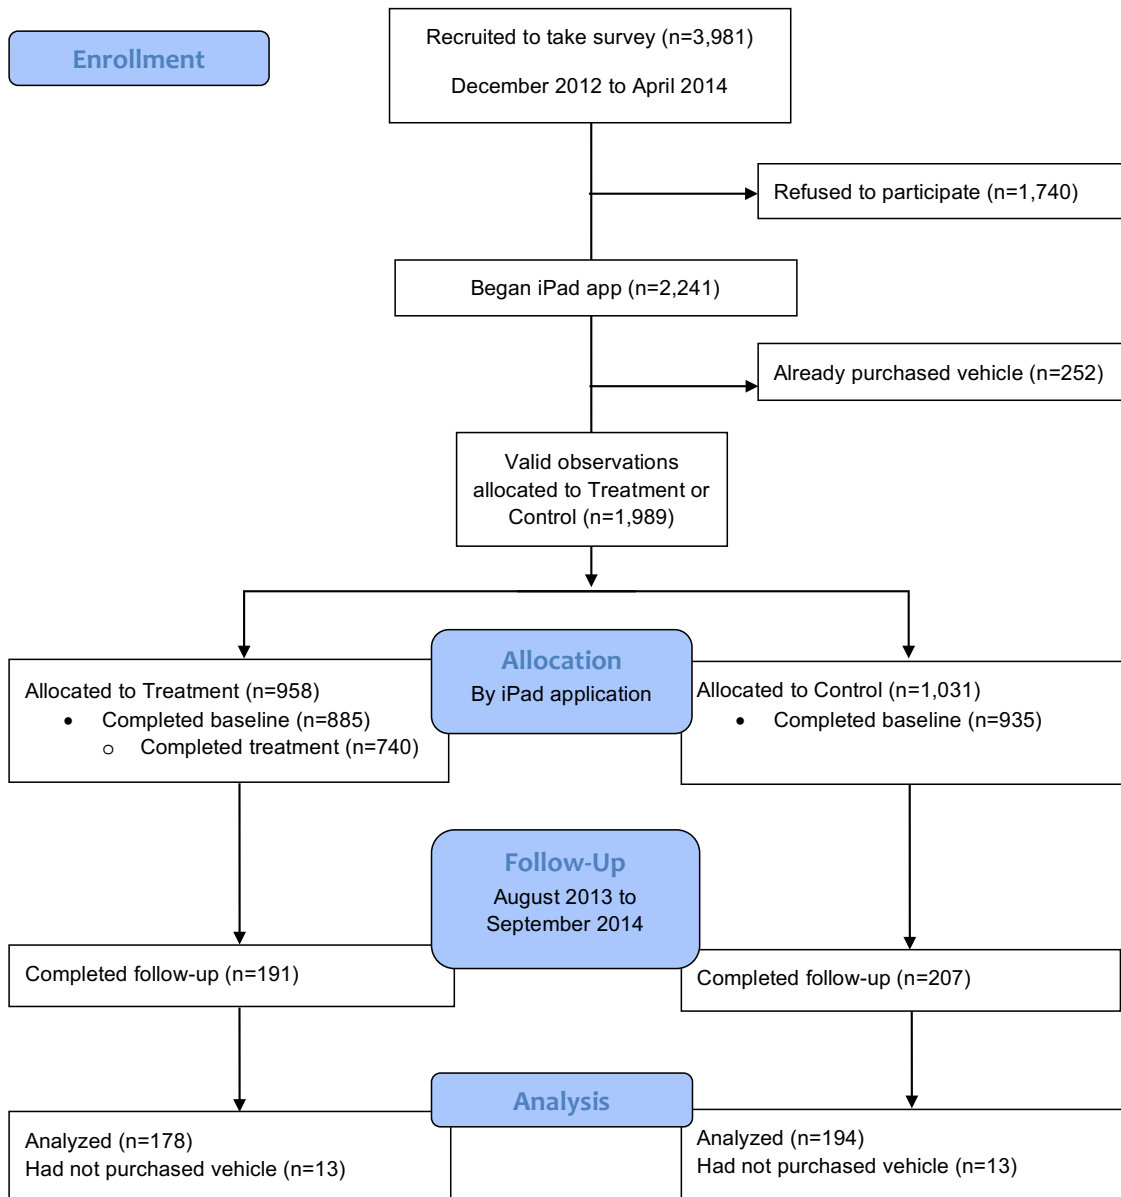 Enrollment
Recruited to take survey (n=3,981)
December 2012 to April 2014
Refused to participate (n=1,740)
Began iPad app (n=2,241)
Already purchased vehicle (n=252)
Valid observations
allocated to Treatment or
Control (n=1,989)
Allocation
By iPad application
Allocated to Treatment (n=958)
• Completed baseline (n=885)
o Completed treatment (n=740)
Allocated to Control (n=1,031)
• Completed baseline (n=935)
Follow-Up
August 2013 to
September 2014
Completed follow-up (n=191)
Completed follow-up (n=207)
Analysis
Analyzed (n=178)
Had not purchased vehicle (n=13)
Analyzed (n=194)
Had not purchased vehicle (n=13)